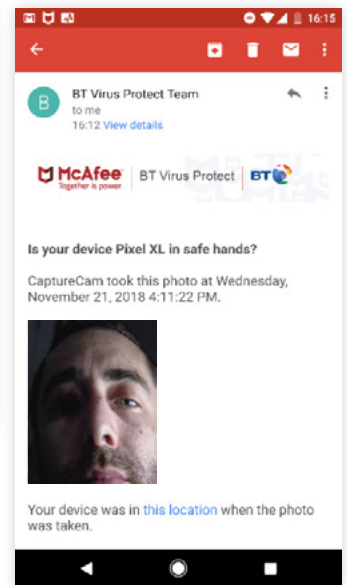 16:15
B
BT Virus Protect Team
to me
16:12 View details
McAfee
Together is power.
BT Virus Protect
BT
Is your device Pixel XL in safe hands?
CaptureCam took this photo at Wednesday,
November 21, 2018 4:11:22 PM.
Your device was in this location when the photo
was taken.